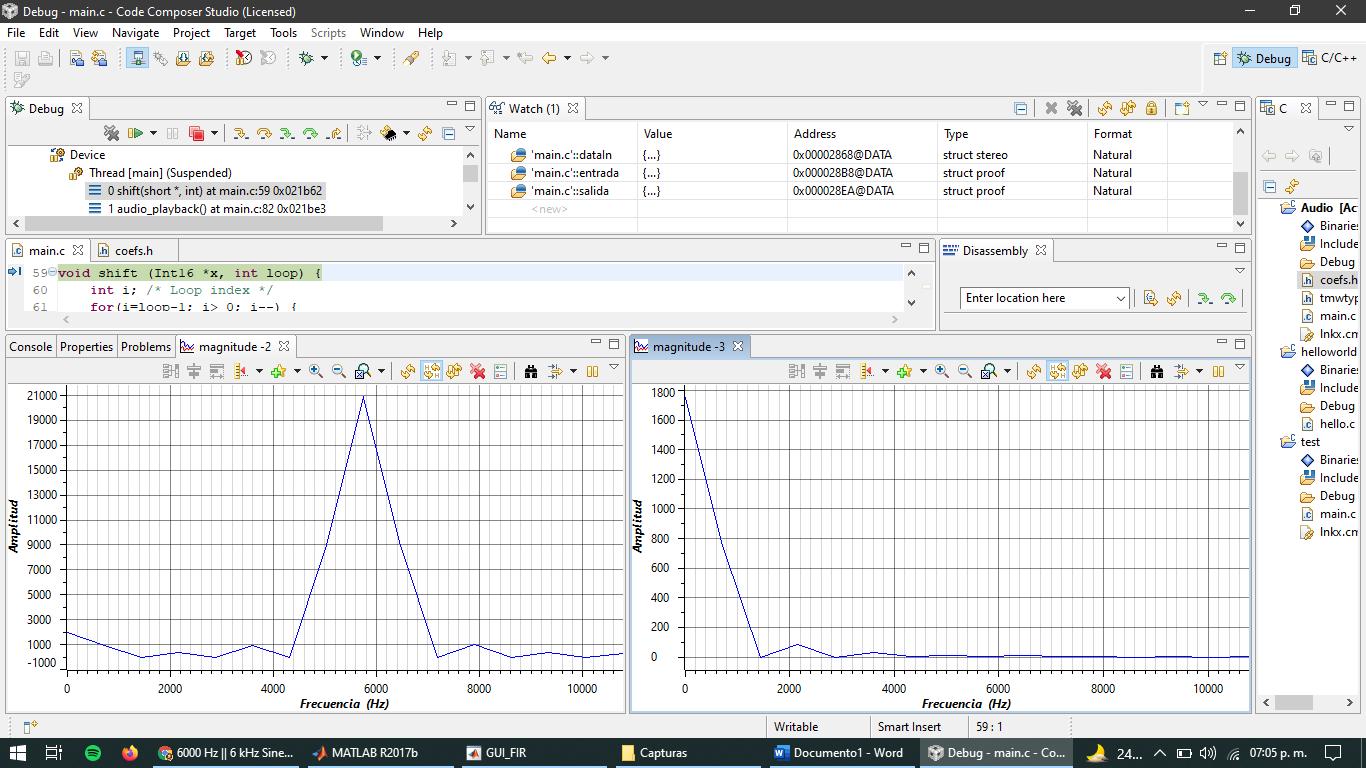 Debug - main.c - Code Composer Studio (Licensed)
File Edit View Navigate Project Target Tools Scripts Window Help
Debug C/C++
Debug
Device
Thread [main] (Suspended)
0 shift(short *, int) at main.c:59 0x021b62
1 audio_playback() at main.c:82 0x021be3
Watch (1)
Name Value Address Type Format
'main.c'::dataIn {...} 0x00002868@DATA struct stereo Natural
'main.c'::entrada {...} 0x000028B8@DATA struct proof Natural
'main.c'::salida {...} 0x000028EA@DATA struct proof Natural
<new>
C
Audio [Ac
Binaries
Include
Debug
coefs.h
tmwtyp
main.c
lnkx.cm
helloworld
Binaries
Include
Debug
hello.c
test
Binaries
Include
Debug
main.c
lnkx.cm
main.c coefs.h
59 void shift (Int16 *x, int loop) {
60 int i; /* Loop index */
61 for(i=loop-1; i> 0; i--) {
Disassembly
Enter location here
Console Properties Problems magnitude -2
21000
19000
17000
15000
13000
11000
9000
7000
5000
3000
1000
-1000
Amplitud
0 2000 4000 6000 8000 10000
Frecuencia (Hz)
magnitude -3
1800
1600
1400
1200
1000
800
600
400
200
0
Amplitud
0 2000 4000 6000 8000 10000
Frecuencia (Hz)
Writable Smart Insert 59 : 1
6000 Hz || 6 kHz Sine... MATLAB R2017b GUI_FIR Capturas Documento1 - Word Debug - main.c - Co... 24... 07:05 p. m.